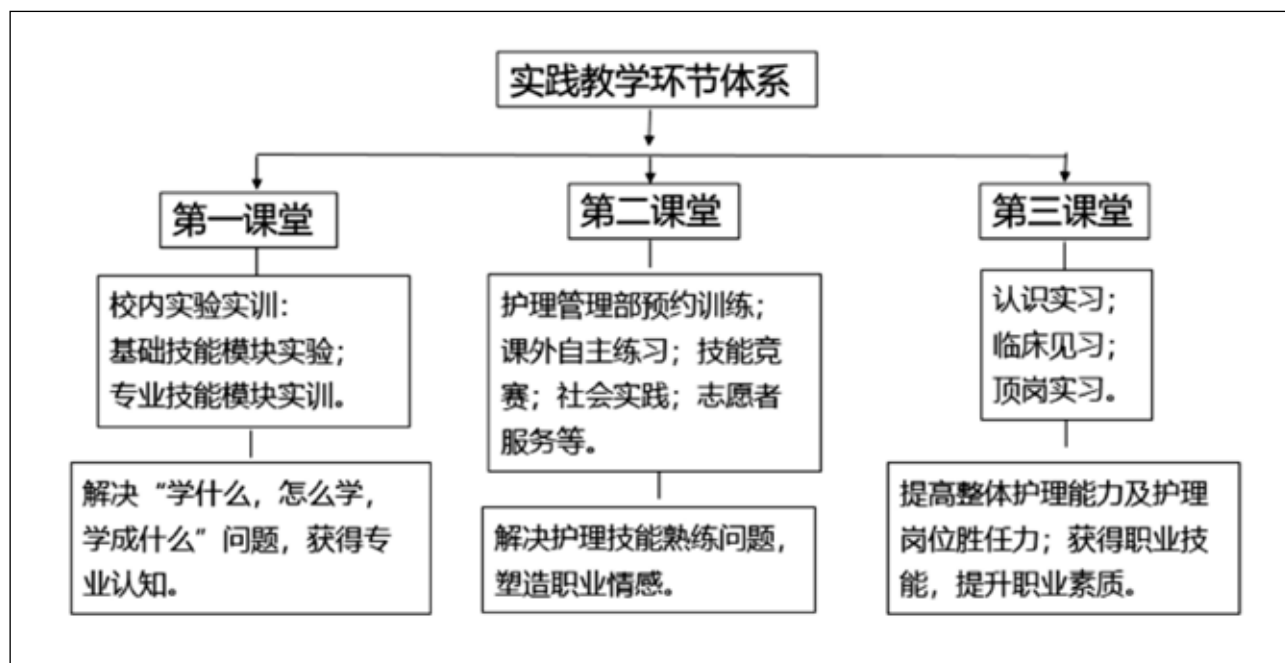 实践教学环节体系
第一课堂
第二课堂
第三课堂
校内实验实训：
基础技能模块实验；
专业技能模块实训。
护理管理部预约训练；
课外自主练习；技能竞
赛；社会实践；志愿者
服务等。
认识实习；
临床见习；
顶岗实习。
解决“学什么，怎么学，
学成什么”问题，获得专
业认知。
解决护理技能熟练问题，
塑造职业情感。
提高整体护理能力及护理
岗位胜任力；获得职业技
能，提升职业素质。